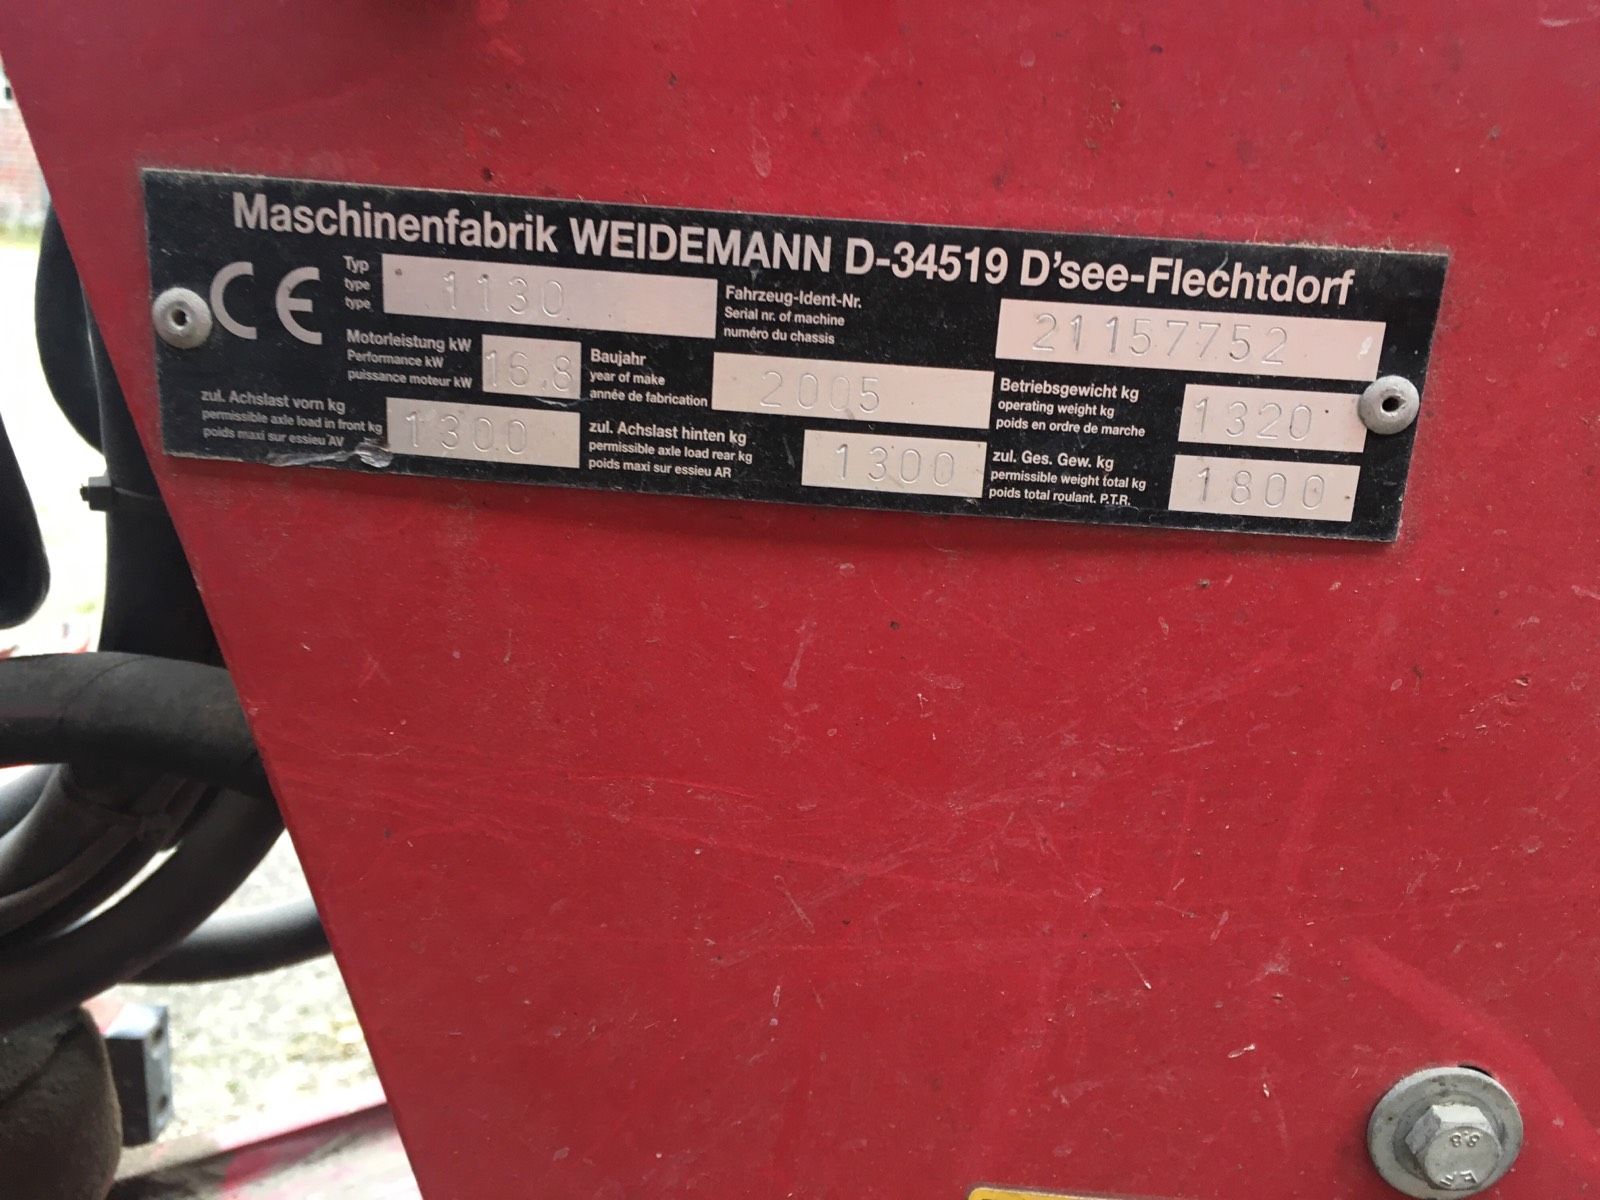 Maschinenfabrik WEIDEMANN D-34519 D'see-Flechtdorf
CE
Typ
type
type
1130
Fahrzeug-Ident-Nr.
Serial nr. of machine
numéro du chassis
21157752
Motorleistung kW
Performance kW
puissance moteur kW
16.8
Baujahr
year of make
année de fabrication
2005
Betriebsgewicht kg
operating weight kg
poids en ordre de marche
1320
zul. Achslast vorn kg
permissible axle load in front kg
poids maxi sur essieu AV
1300
zul. Achslast hinten kg
permissible axle load rear kg
poids maxi sur essieu AR
1300
zul. Ges. Gew. kg
permissible weight total kg
poids total roulant. P.T.R.
1800
8.8